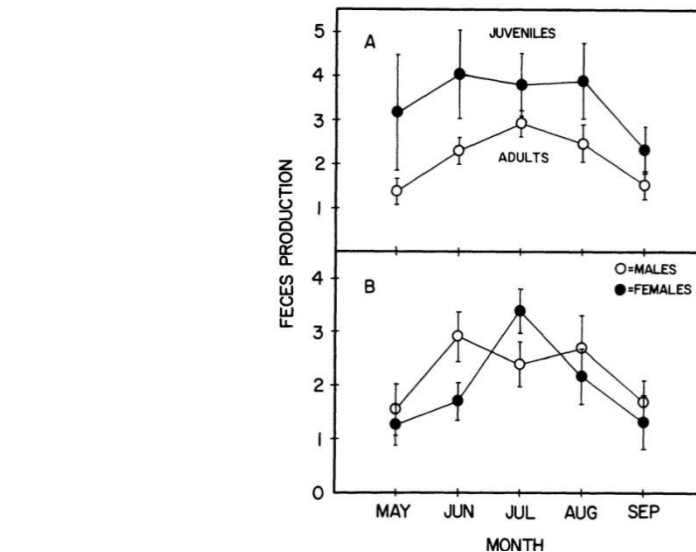 5
A
JUVENILES
4
3
2
ADULTS
1
FECES PRODUCTION
4
B
O=MALES
●=FEMALES
3
2
1
0
MAY JUN JUL AUG SEP
MONTH